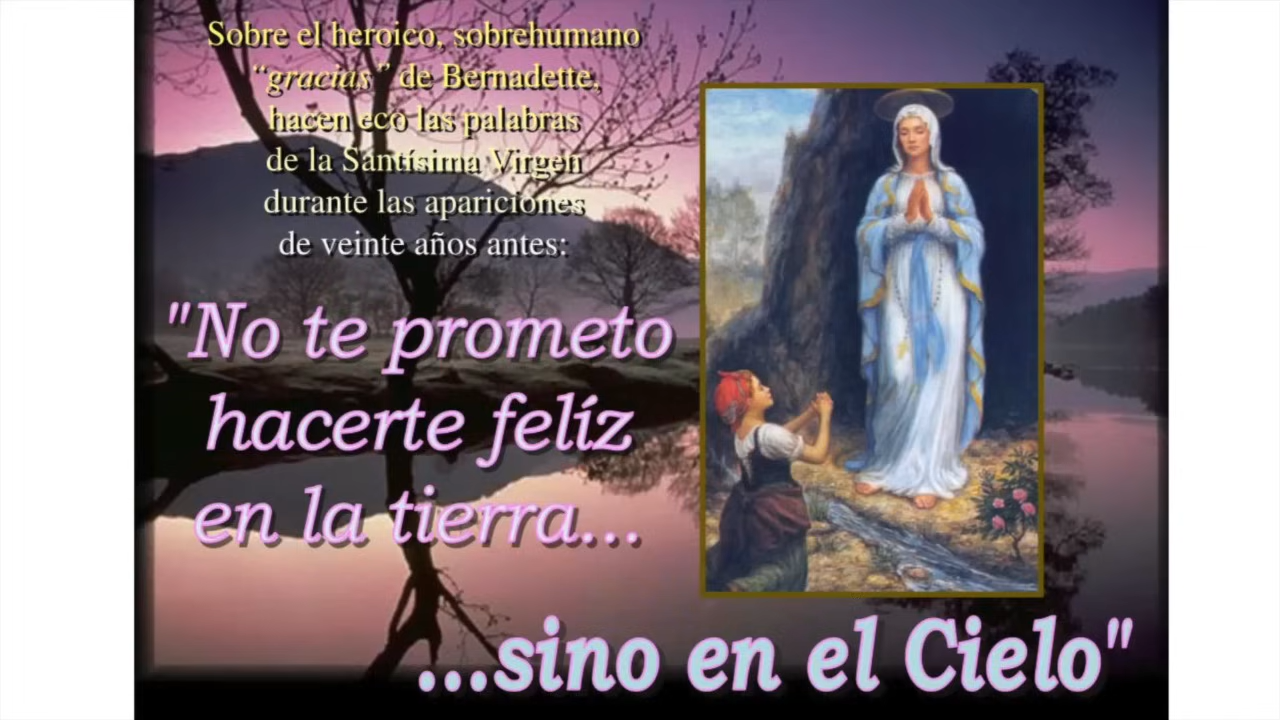 Sobre el heroico, sobrehumano
“gracias” de Bernadette,
hacen eco las palabras
de la Santísima Virgen
durante las apariciones
de veinte años antes:
"No te prometo
hacerte felíz
en la tierra...
...sino en el Cielo"